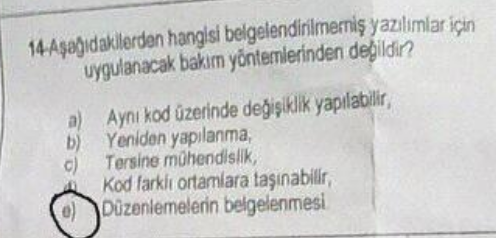 14-Aşağıdakilerden hangisi belgelendirilmemiş yazılımlar için
uygulanacak bakım yöntemlerinden değildir?
a) Aynı kod üzerinde değişiklik yapılabilir,
b) Yeniden yapılanma,
c) Tersine mühendislik,
d) Kod farklı ortamlara taşınabilir,
e) Düzenlemelerin belgelenmesi